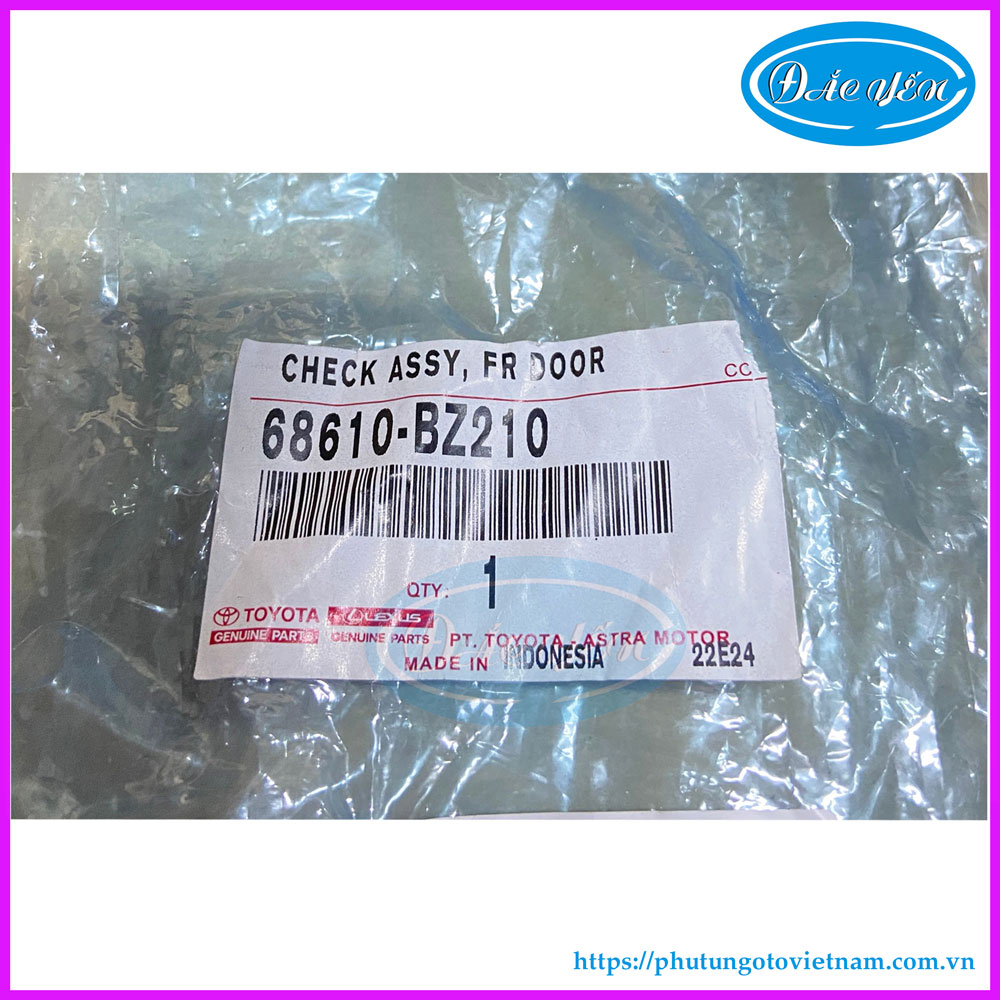 ĐẮC YẾN
CHECK ASSY, FR DOOR
CC
68610-BZ210
QTY: 1
TOYOTA LEXUS
GENUINE PARTS GENUINE PARTS PT. TOYOTA - ASTRA MOTOR
MADE IN INDONESIA 22E24
https://phutungotovietnam.com.vn